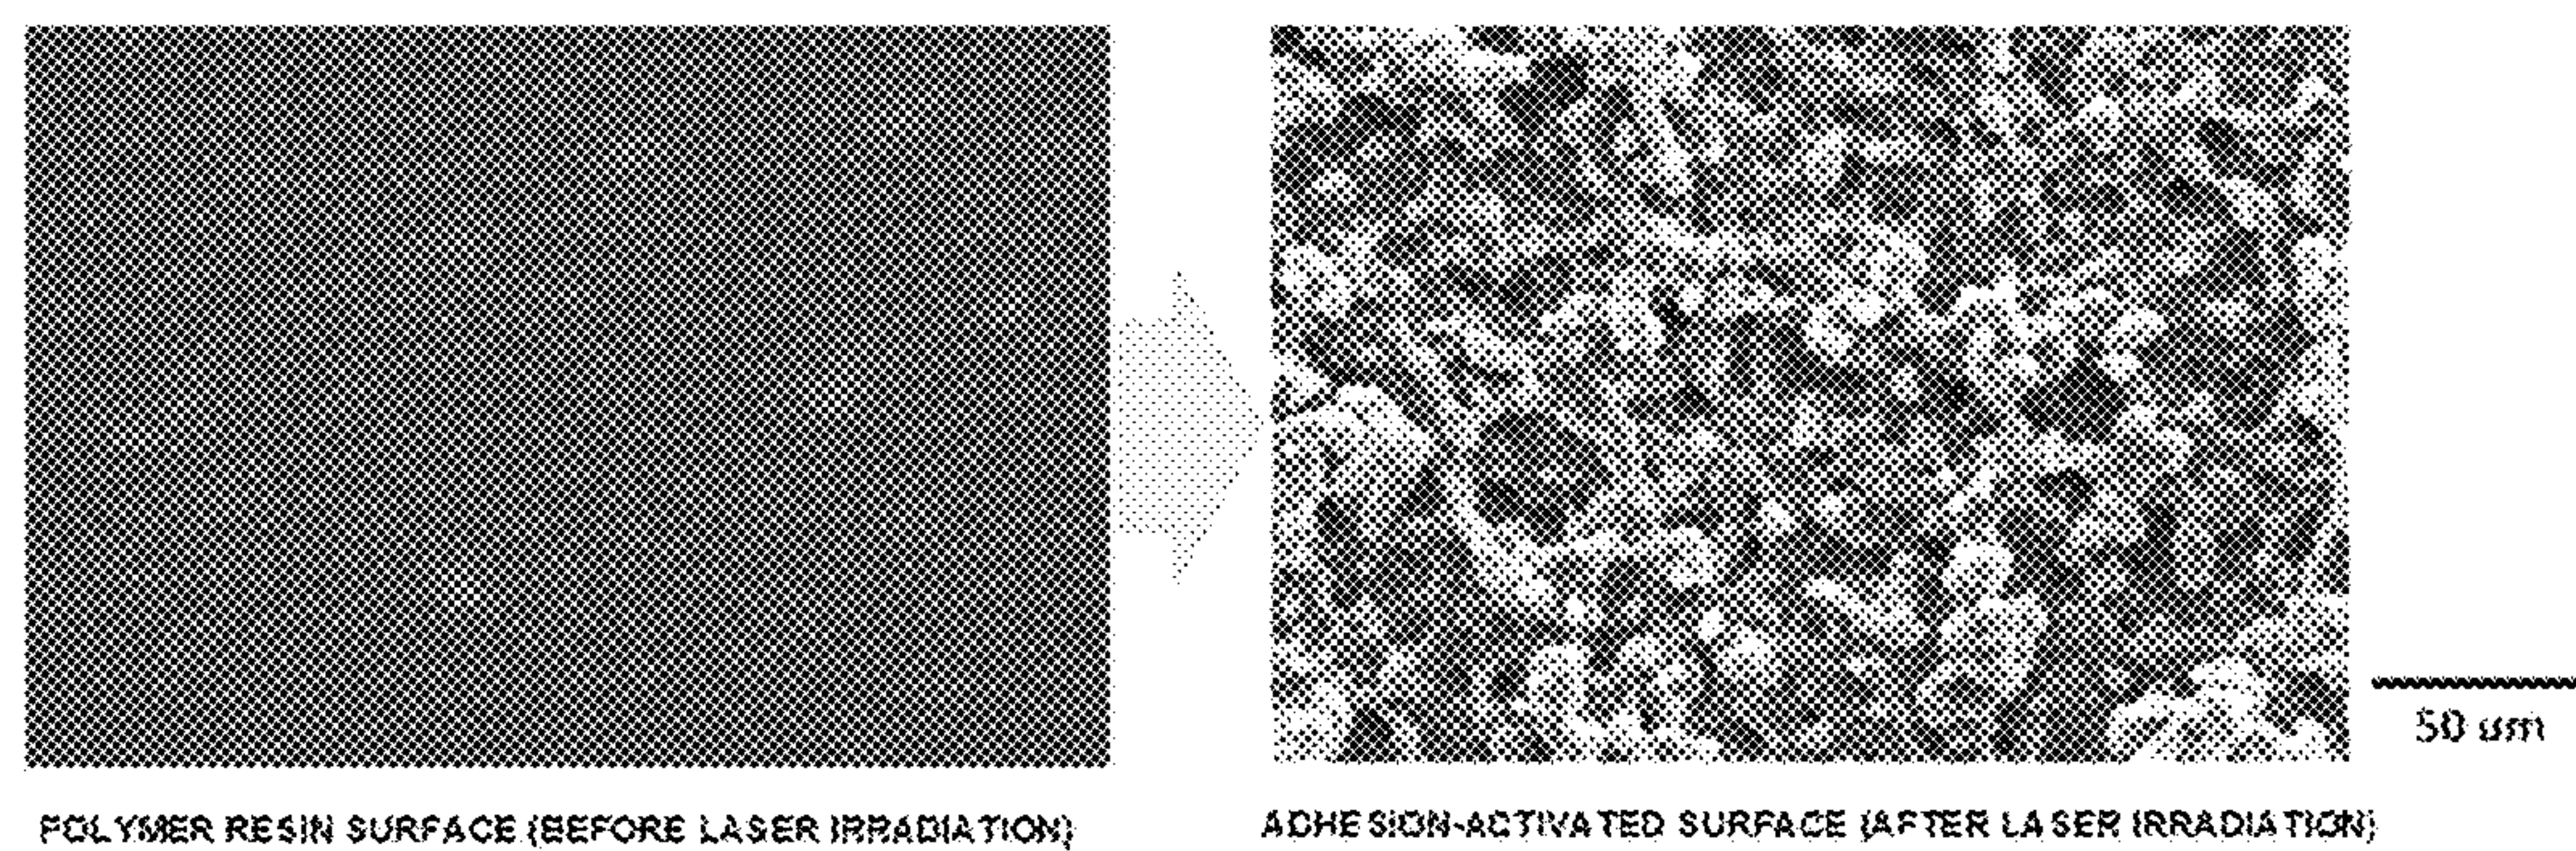 50 um
POLYMER RESIN SURFACE (BEFORE LASER IRRADIATION)
ADHESION-ACTIVATED SURFACE (AFTER LASER IRRADIATION)